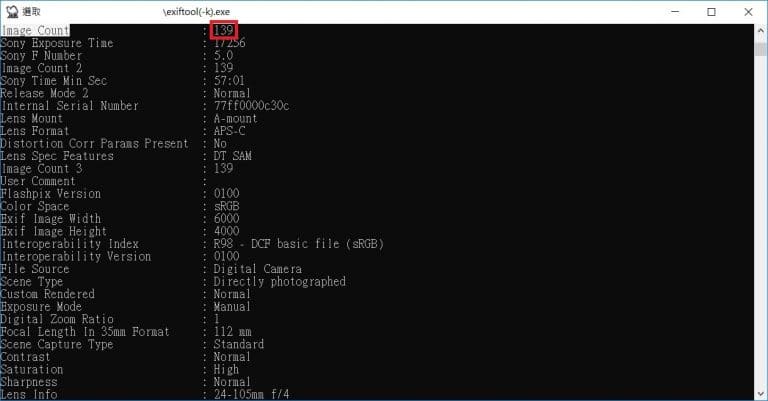 選取 \exiftool(-k).exe
Image Count : 139
Sony Exposure Time : 1/256
Sony F Number : 5.0
Image Count 2 : 139
Sony Time Min Sec : 57:01
Release Mode 2 : Normal
Internal Serial Number : 77ff0000c30c
Lens Mount : A-mount
Lens Format : APS-C
Distortion Corr Params Present : No
Lens Spec Features : DT SAM
Image Count 3 : 139
User Comment :
Flashpix Version : 0100
Color Space : sRGB
Exif Image Width : 6000
Exif Image Height : 4000
Interoperability Index : R98 - DCF basic file (sRGB)
Interoperability Version : 0100
File Source : Digital Camera
Scene Type : Directly photographed
Custom Rendered : Normal
Exposure Mode : Manual
Digital Zoom Ratio : 1
Focal Length In 35mm Format : 112 mm
Scene Capture Type : Standard
Contrast : Normal
Saturation : High
Sharpness : Normal
Lens Info : 24-105mm f/4